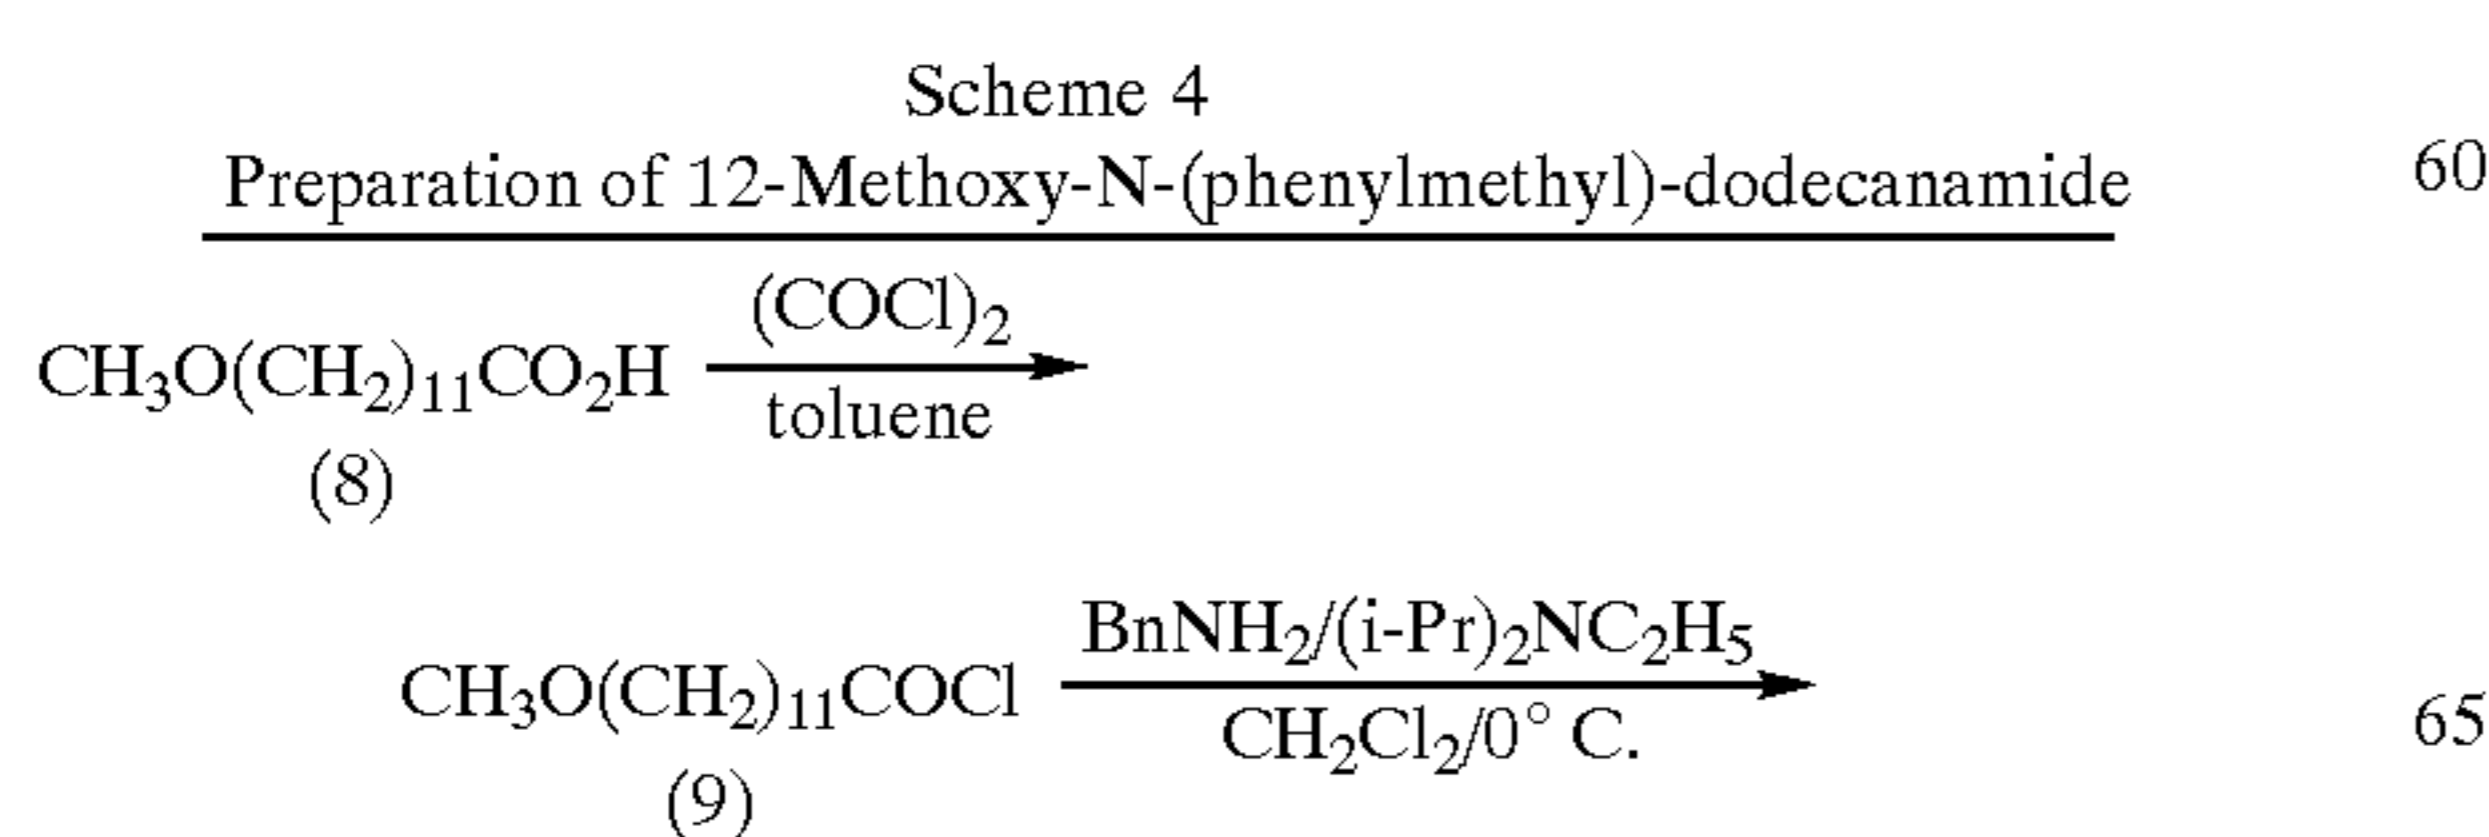 Scheme 4
Preparation of 12-Methoxy-N-(phenylmethyl)-dodecanamide
60
(COCl)₂
CH₃O(CH₂)₁₁CO₂H
toluene
(8)
BnNH₂/(i-Pr)₂NC₂H₅
CH₃O(CH₂)₁₁COCl
CH₂Cl₂/0° C.
65
(9)